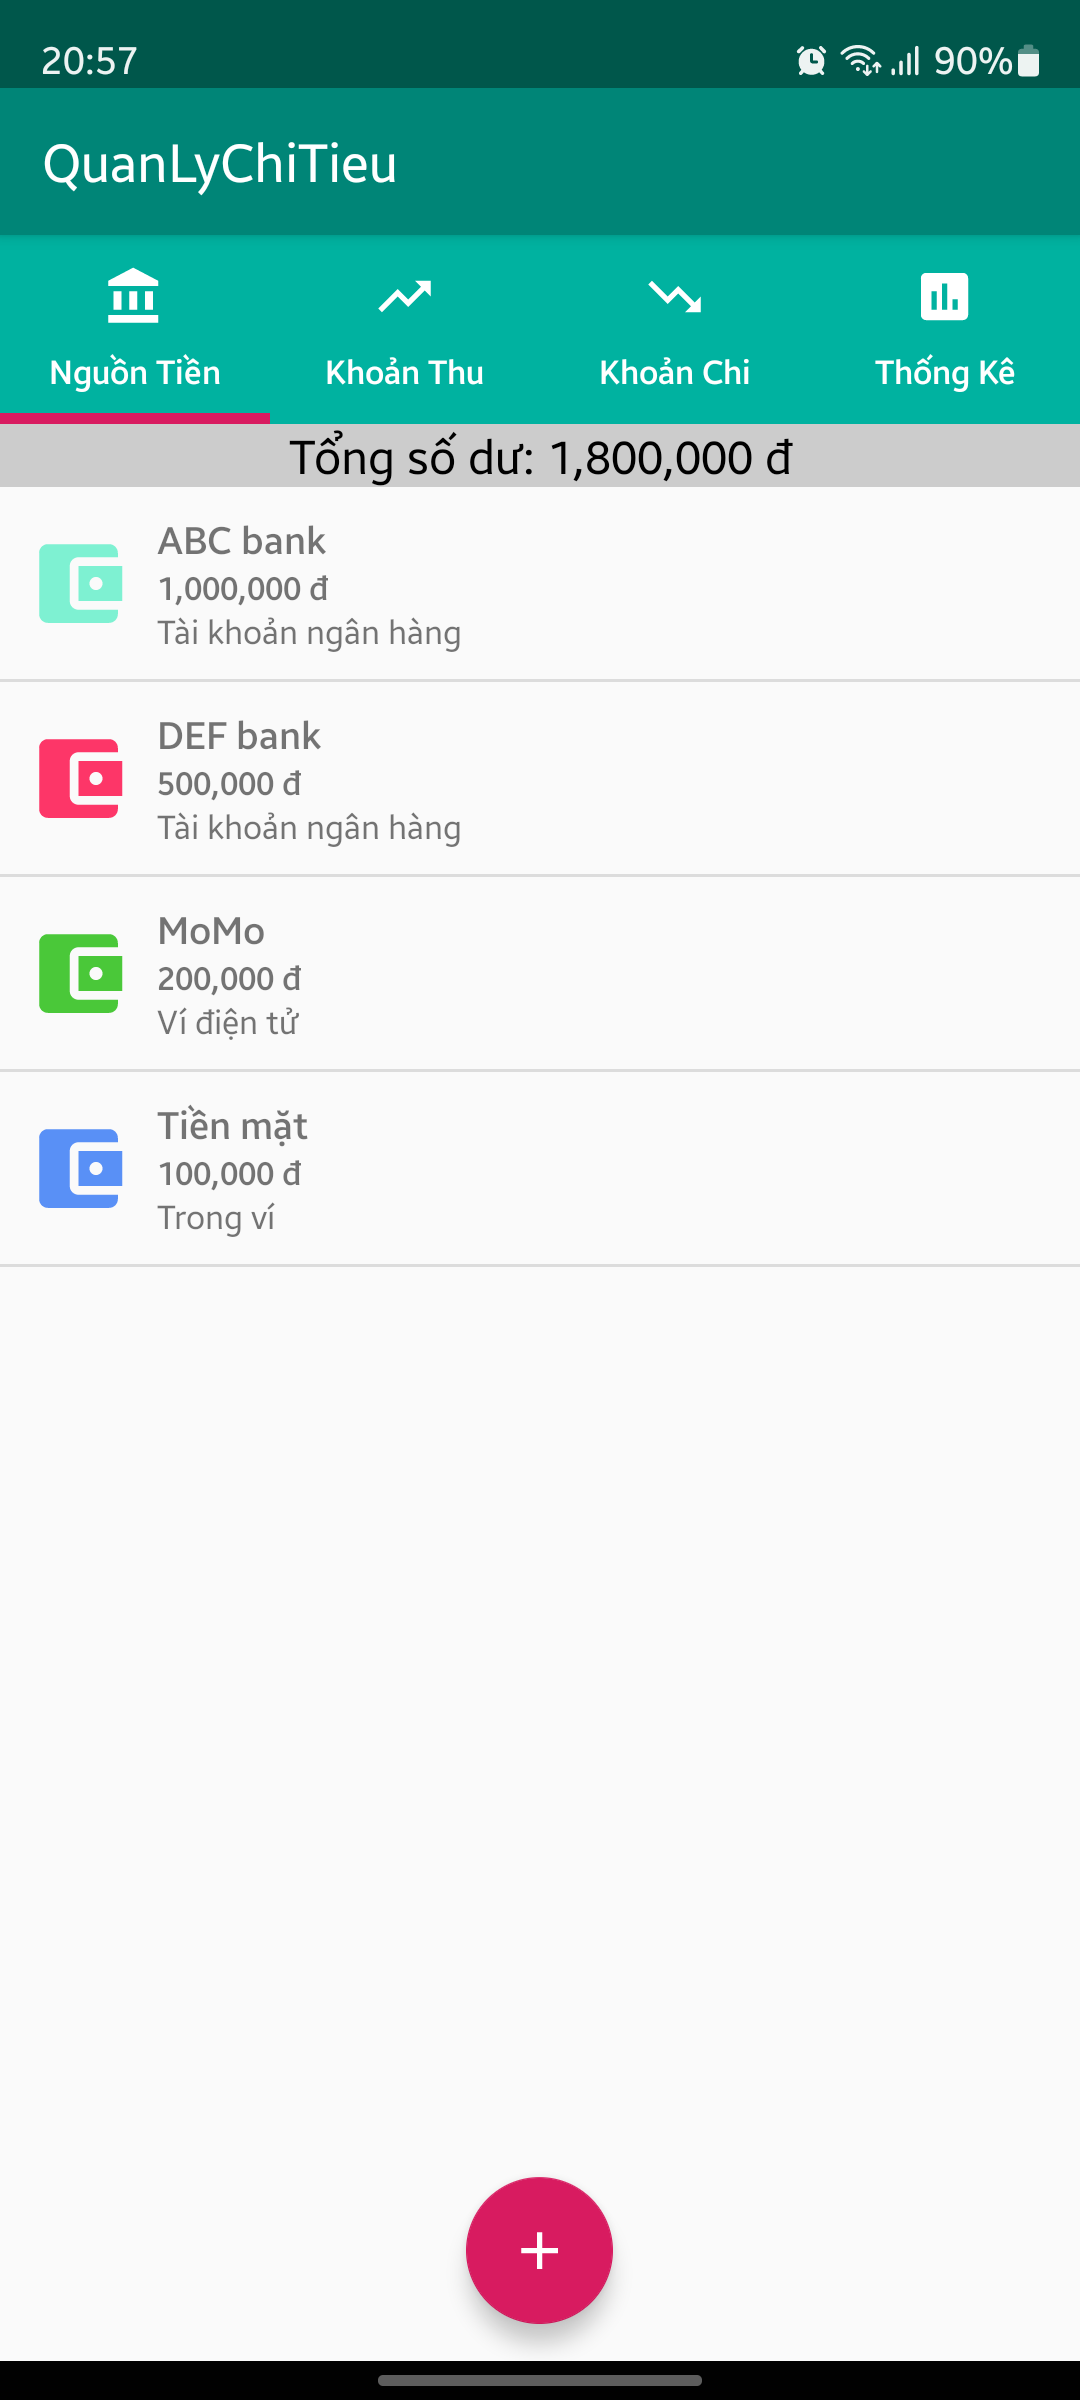 20:57
90%
QuanLyChiTieu
Nguồn Tiền
Khoản Thu
Khoản Chi
Thống Kê
Tổng số dư: 1,800,000 đ
ABC bank
1,000,000 đ
Tài khoản ngân hàng
DEF bank
500,000 đ
Tài khoản ngân hàng
MoMo
200,000 đ
Ví điện tử
Tiền mặt
100,000 đ
Trong ví